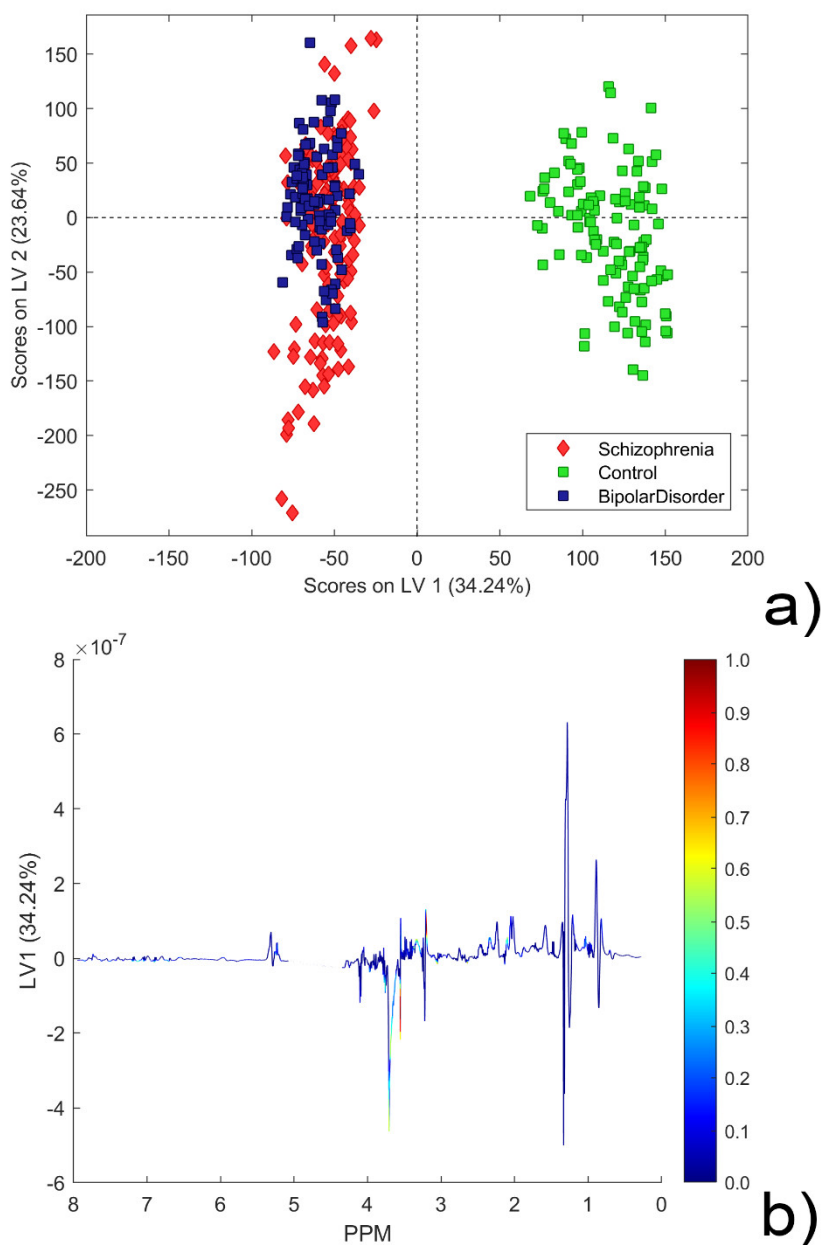 150
100
50
0
-50
-100
-150
-200
-250
Scores on LV 2 (23.64%)
Schizophrenia
Control
BipolarDisorder
-200 -150 -100 -50 0 50 100 150 200
Scores on LV 1 (34.24%)
a)
×10-7
8
6
4
2
0
-2
-4
-6
LV1 (34.24%)
8 7 6 5 4 3 2 1 0
PPM
1.0
0.9
0.8
0.7
0.6
0.5
0.4
0.3
0.2
0.1
0.0
b)